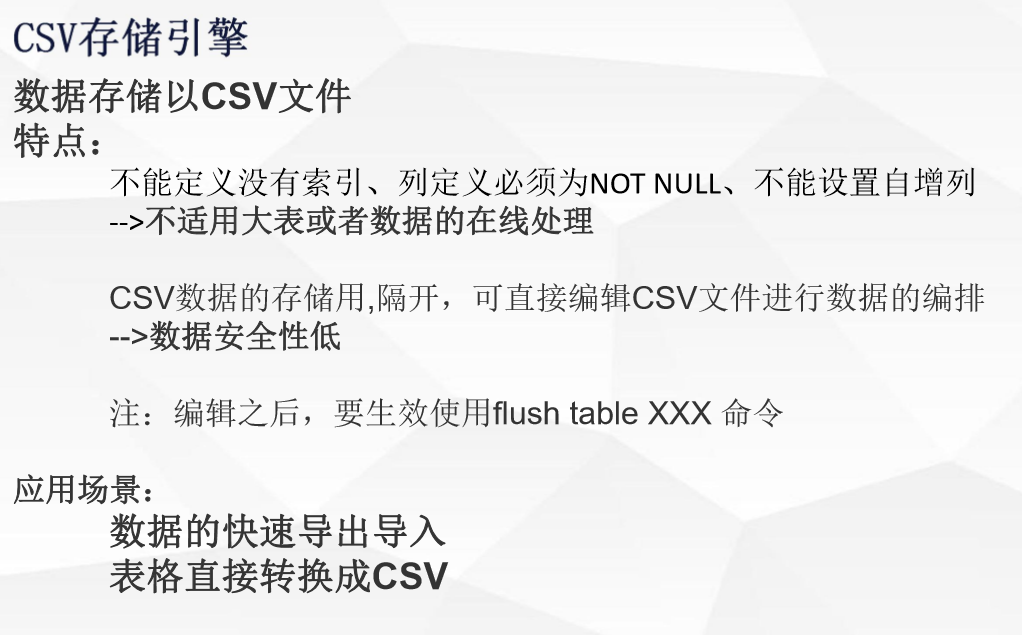 CSV存储引擎
数据存储以CSV文件
特点：
不能定义没有索引、列定义必须为NOT NULL、不能设置自增列
-->不适用大表或者数据的在线处理
CSV数据的存储用,隔开，可直接编辑CSV文件进行数据的编排
-->数据安全性低
注：编辑之后，要生效使用flush table XXX 命令
应用场景：
数据的快速导出导入
表格直接转换成CSV